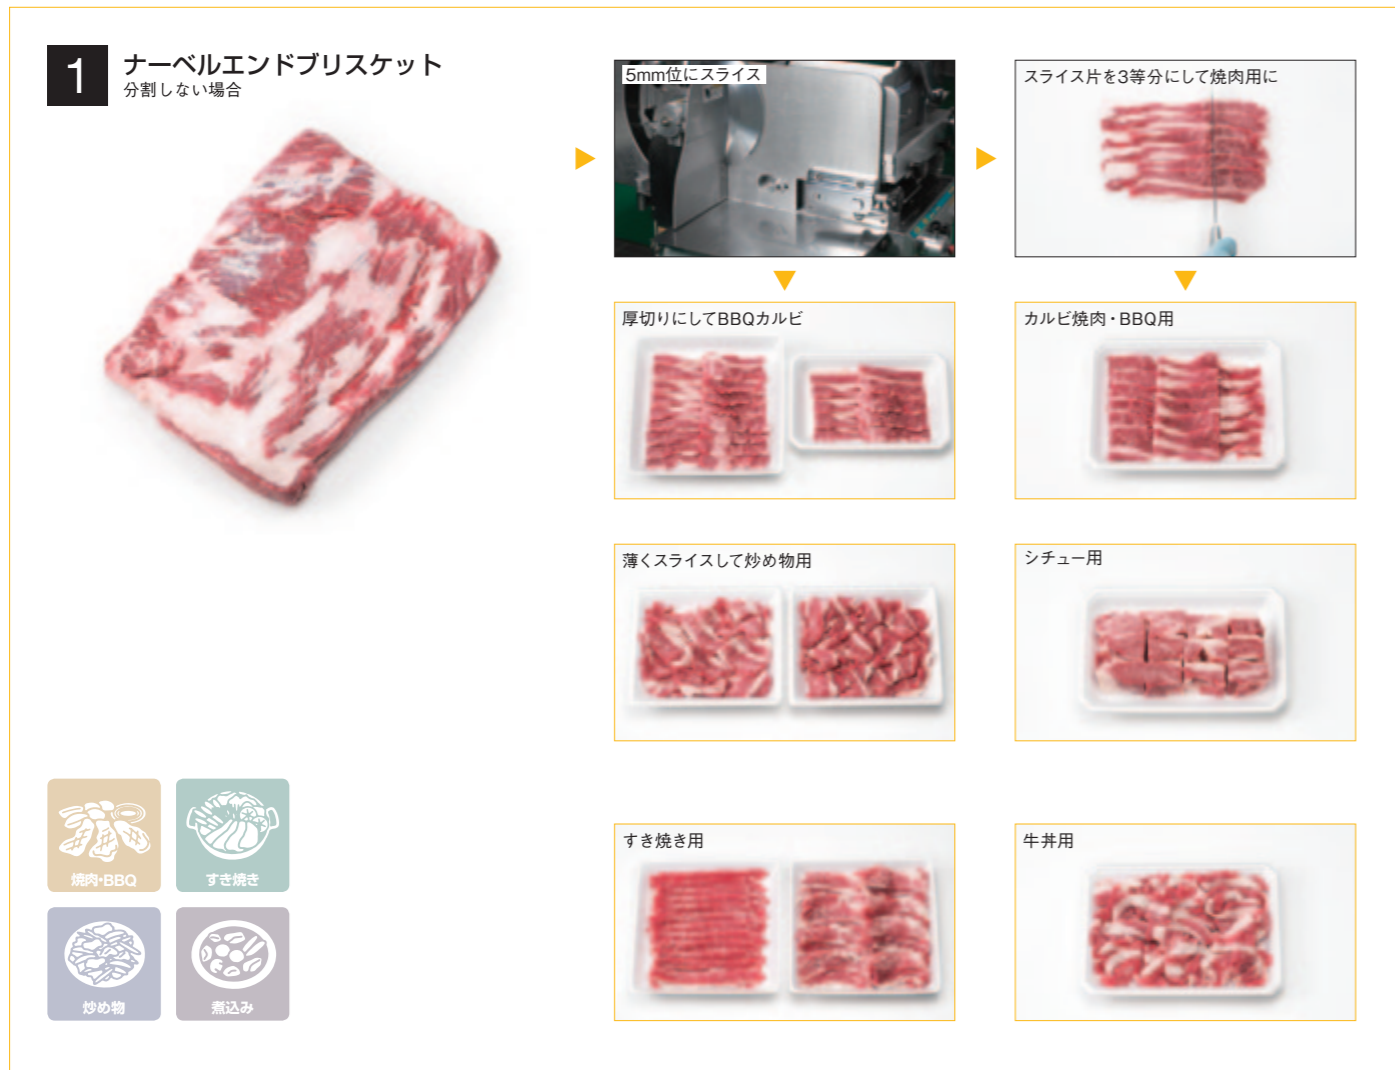 1
ナーベルエンドブリスケット
分割しない場合
5mm位にスライス
スライス片を3等分にして焼肉用に
厚切りにしてBBQカルビ
カルビ焼肉・BBQ用
薄くスライスして炒め物用
シチュー用
すき焼き用
牛丼用
焼肉・BBQ
すき焼き
炒め物
煮込み